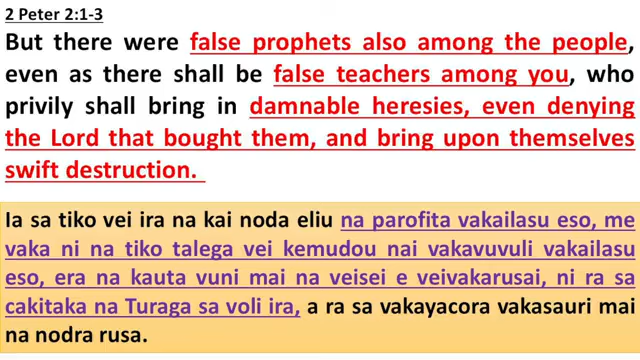 2 Peter 2:1-3
But there were false prophets also among the people,
even as there shall be false teachers among you, who
privily shall bring in damnable heresies, even denying
the Lord that bought them, and bring upon themselves
swift destruction.
Ia sa tiko vei ira na kai noda eliu na parofita vakailasu eso, me
vaka ni na tiko talega vei kemudou nai vakavuvuli vakailasu
eso, era na kauta vuni mai na veisei e veivakarusai, ni ra sa
cakitaka na Turaga sa voli ira, a ra sa vakayacora vakasauri mai
na nodra rusa.